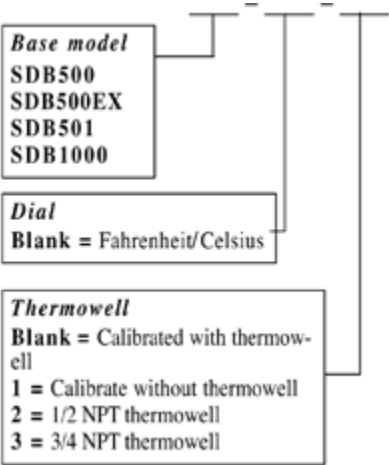 Base model
SDB500
SDB500EX
SDB501
SDB1000
Dial
Blank = Fahrenheit/Celsius
Thermowell
Blank = Calibrated with thermow-
ell
1 = Calibrate without thermowell
2 = 1/2 NPT thermowell
3 = 3/4 NPT thermowell